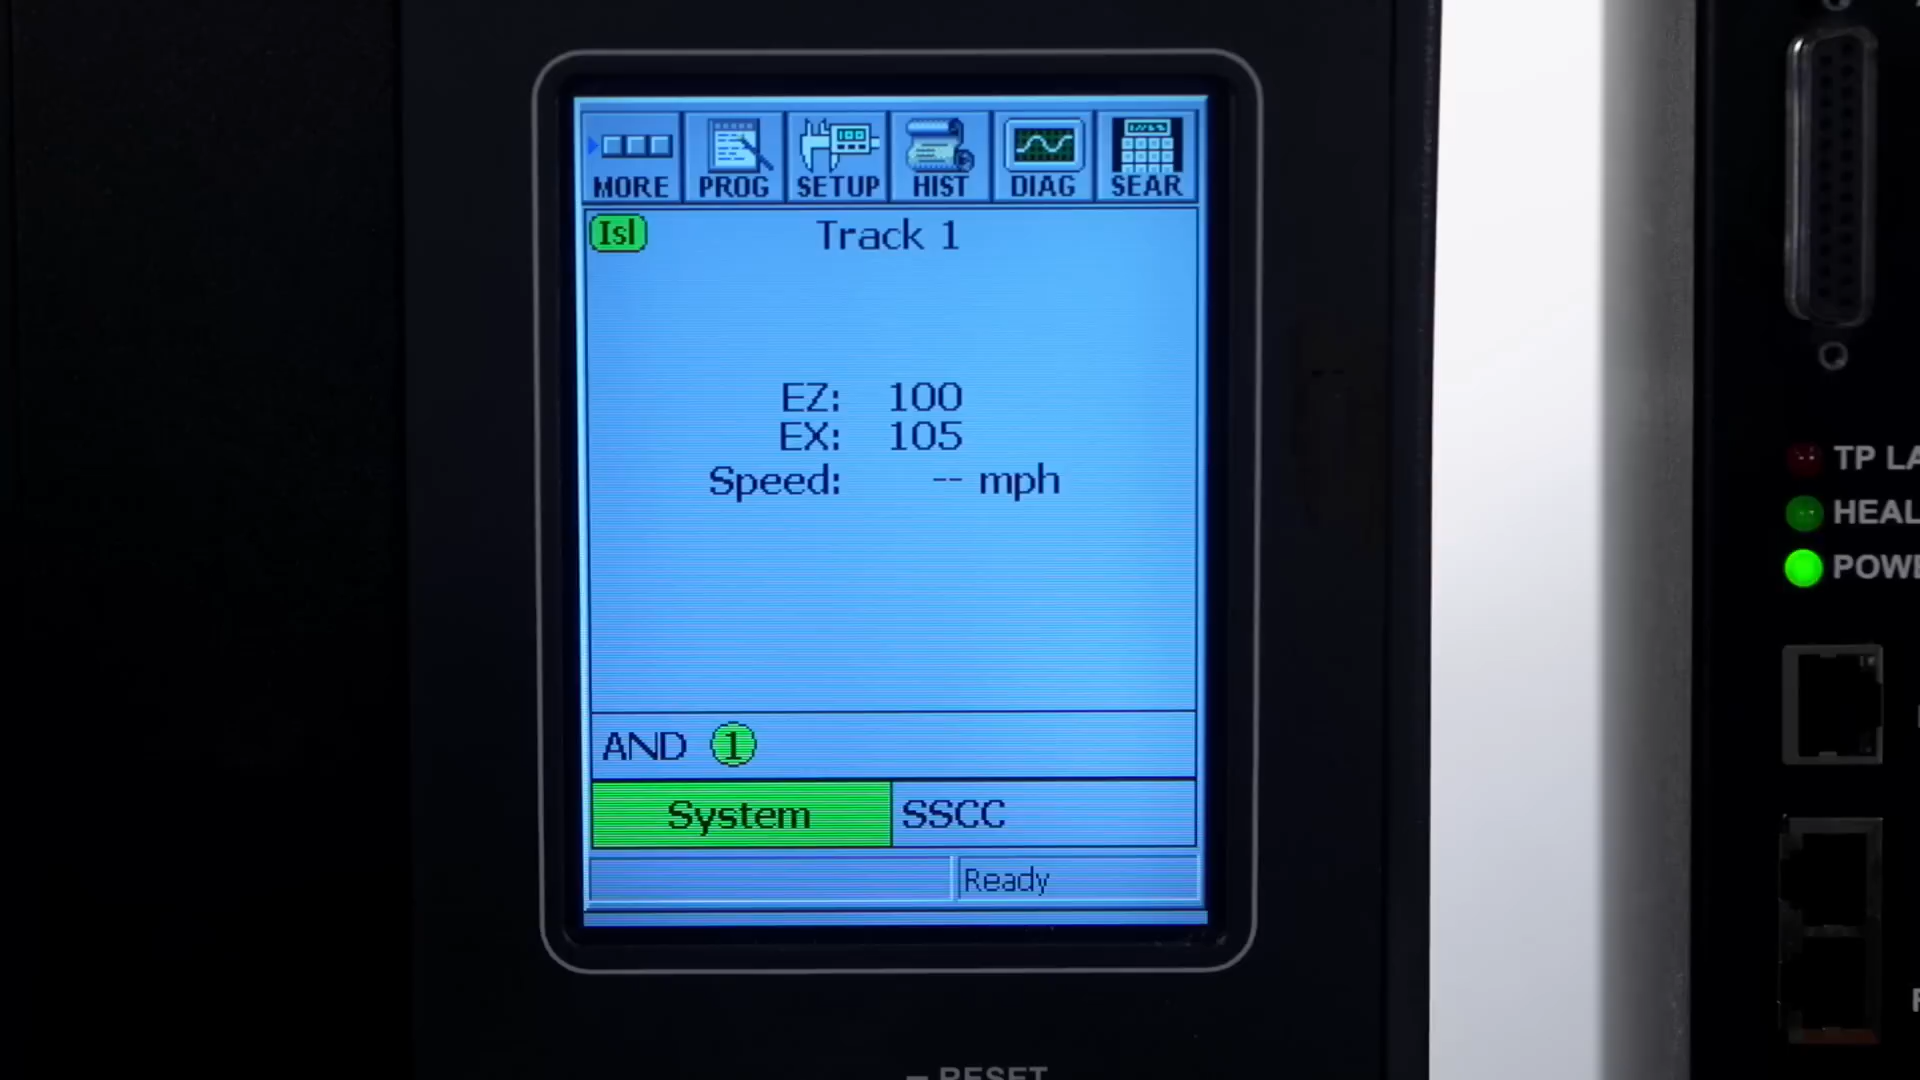 MORE PROG SETUP HIST DIAG SEAR
Isl Track 1
EZ: 100
EX: 105
Speed: -- mph
AND 1
System SSCC
Ready
RESET
TP LA
HEAL
POWE